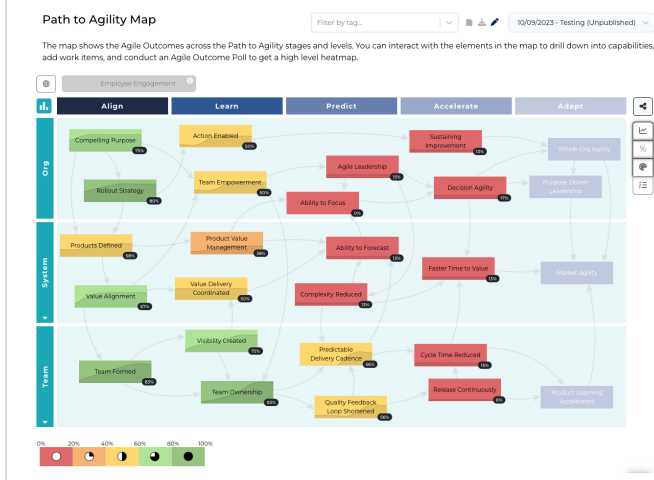 Path to Agility Map
Filter by tag...
10/09/2023 - Testing (Unpublished)
The map shows the Agile Outcomes across the Path to Agility stages and levels. You can interact with the elements in the map to drill down into capabilities,
add work items, and conduct an Agile Outcome Poll to get a high level heatmap.
Employee Engagement
Align
Learn
Predict
Accelerate
Adapt
Org
Compelling Purpose
75%
Action Enabled
50%
Sustaining
Improvement
13%
Whole Org Agility
Agile Leadership
15%
Rollout Strategy
80%
Team Empowerment
50%
Decision Agility
17%
Purpose Driven
Leadership
Ability to Focus
0%
System
Products Defined
58%
Product Value
Management
38%
Ability to Forecast
13%
Faster Time to Value
13%
Market Agility
Value Alignment
67%
Value Delivery
Coordinated
50%
Complexity Reduced
13%
Team
Visibility Created
75%
Predictable
Delivery Cadence
56%
Cycle Time Reduced
15%
Team Formed
83%
Team Ownership
Release Continuously
6%
Product Learning
Accelerated
Quality Feedback
Loop Shortened
56%
0% 20% 40% 60% 80% 100%